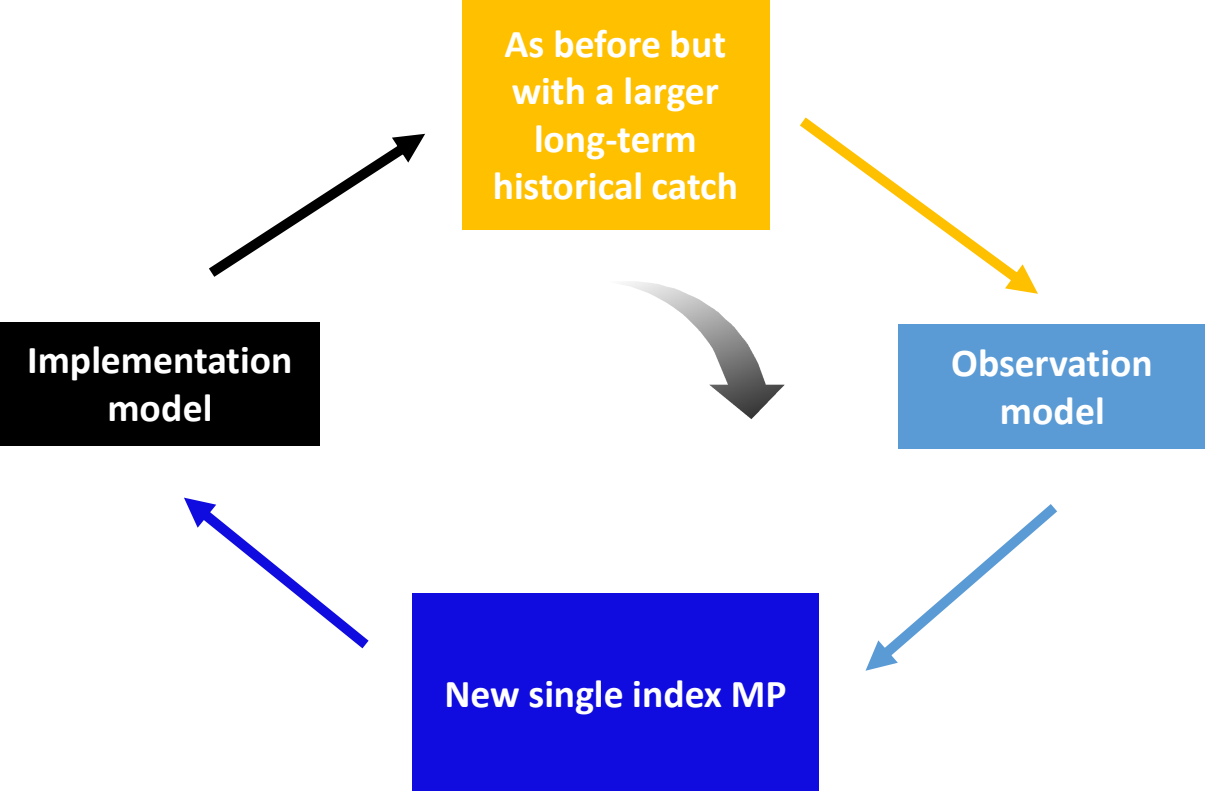 As before but
with a larger
long-term
historical catch
Implementation
model
Observation
model
New single index MP